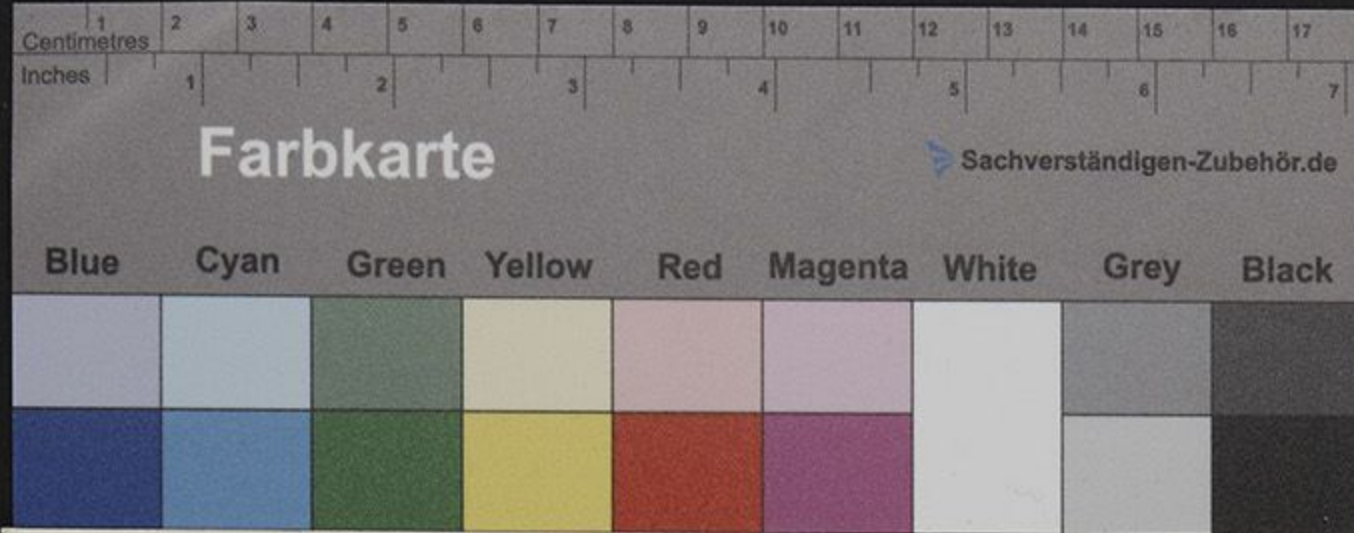 1 2 3 4 5 6 7 8 9 10 11 12 13 14 15 16 17
Centimetres
Inches 1 2 3 4 5 6 7
Farbkarte
Sachverständigen-Zubehör.de
Blue Cyan Green Yellow Red Magenta White Grey Black